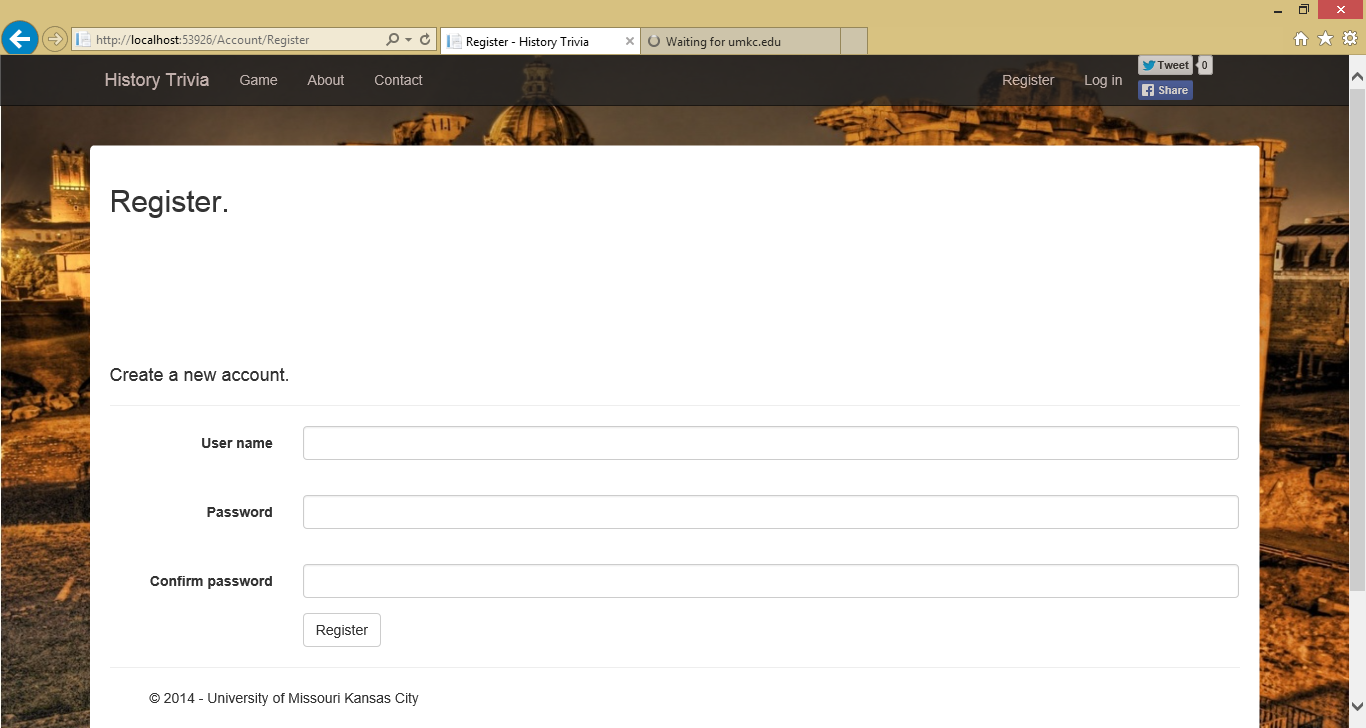 http://localhost:53926/Account/Register
Register - History Trivia
Waiting for umkc.edu
History Trivia
Game
About
Contact
Register
Log in
Tweet
0
Share
Register.
Create a new account.
User name
Password
Confirm password
Register
© 2014 - University of Missouri Kansas City